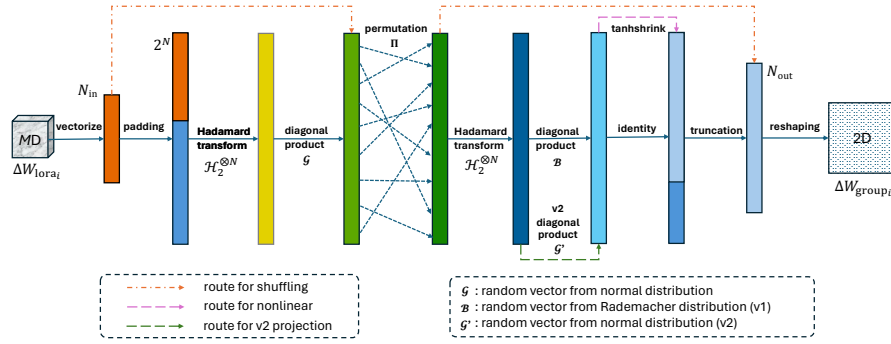 MD
ΔW_lora_i
vectorize
N_in
padding
2^N
Hadamard
transform
ℋ_2^⊗N
diagonal
product
𝒢
permutation
Π
Hadamard
transform
ℋ_2^⊗N
diagonal
product
ℬ
v2
diagonal
product
𝒢'
tanhshrink
identity
truncation
N_out
reshaping
2D
ΔW_group_i
route for shuffling
route for nonlinear
route for v2 projection
𝒢 : random vector from normal distribution
ℬ : random vector from Rademacher distribution (v1)
𝒢' : random vector from normal distribution (v2)